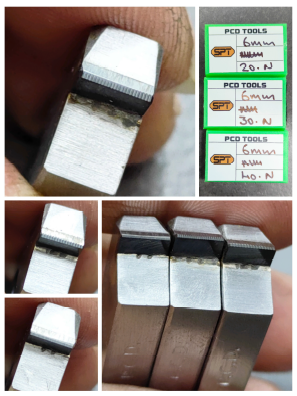 PCD TOOLS
SPT
6mm
20.N
PCD TOOLS
SPT
6mm
30.N
PCD TOOLS
SPT
6mm
40.N